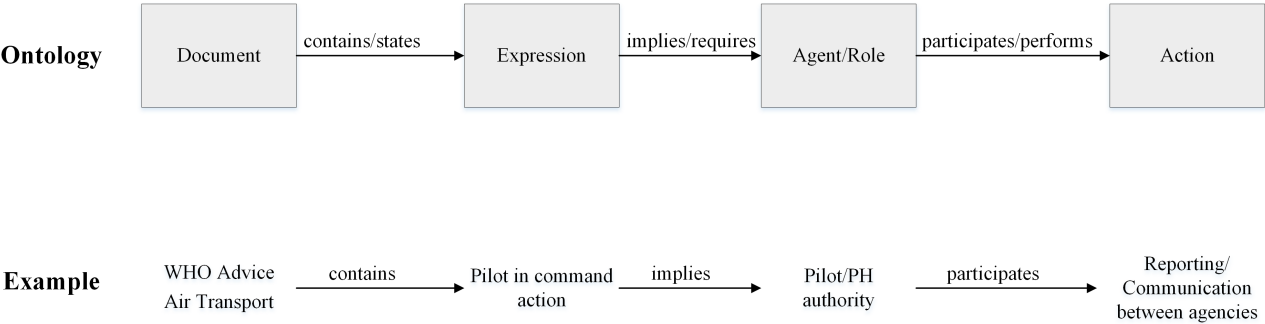 Ontology
Document
contains/states
Expression
implies/requires
Agent/Role
participates/performs
Action
Example
WHO Advice
Air Transport
contains
Pilot in command
action
implies
Pilot/PH
authority
participates
Reporting/
Communication
between agencies